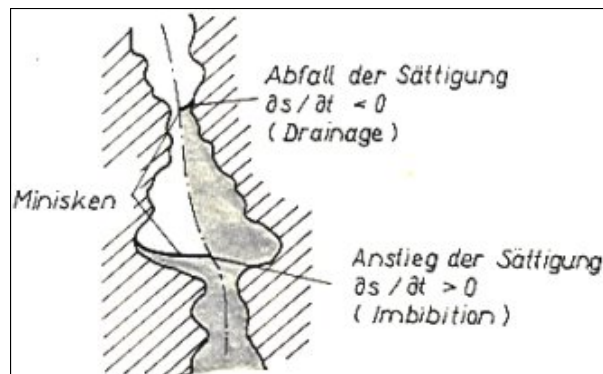 Abfall der Sättigung
∂s/∂t < 0
( Drainage )
Minisken
Anstieg der Sättigung
∂s/∂t > 0
( Imbibition )